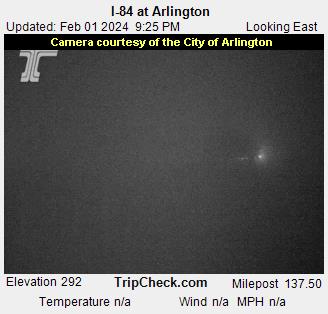 I-84 at Arlington
Updated: Feb 01 2024 9:25 PM Looking East
Camera courtesy of the City of Arlington
Elevation 292 TripCheck.com Milepost 137.50
Temperature n/a Wind n/a MPH n/a